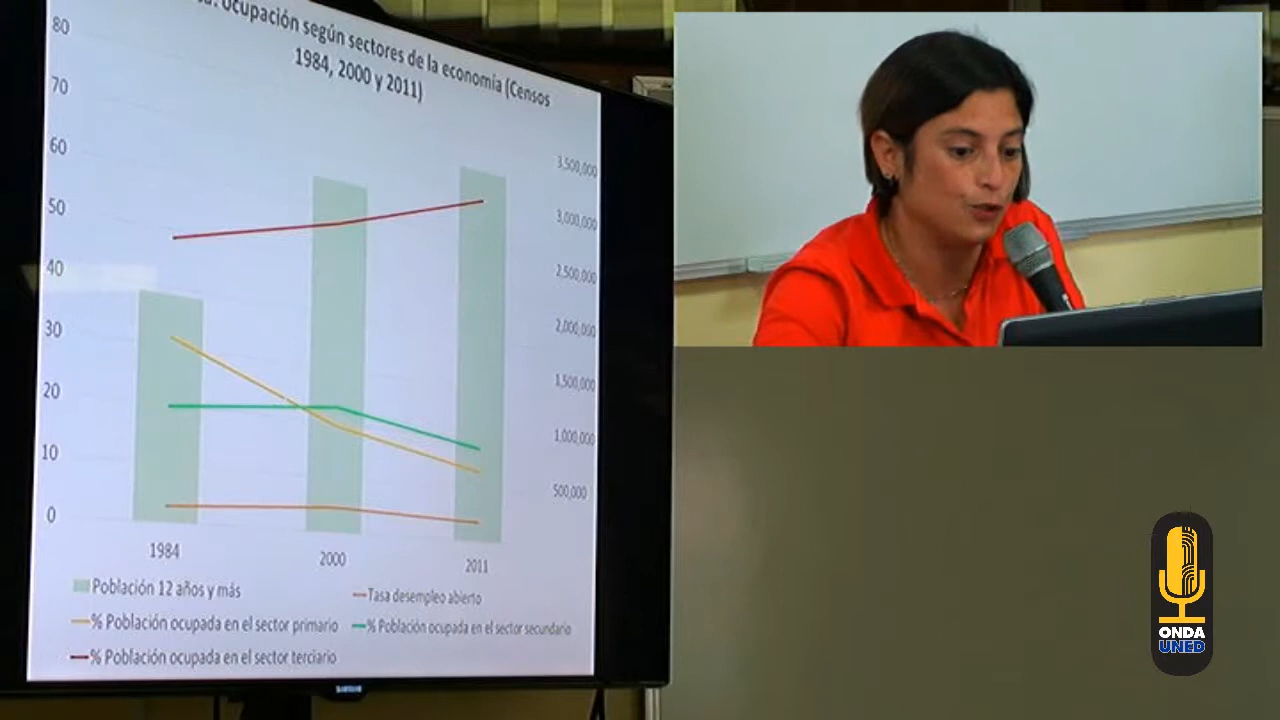 ocupación según sectores de la economía (Censos
1984, 2000 y 2011)
80
70
60
50
40
30
20
10
0
3,500,000
3,000,000
2,500,000
2,000,000
1,500,000
1,000,000
500,000
1984
2000
2011
Población 12 años y más
Tasa desempleo abierto
% Población ocupada en el sector primario
% Población ocupada en el sector secundario
% Población ocupada en el sector terciario
SAMSUNG
ONDA
UNED